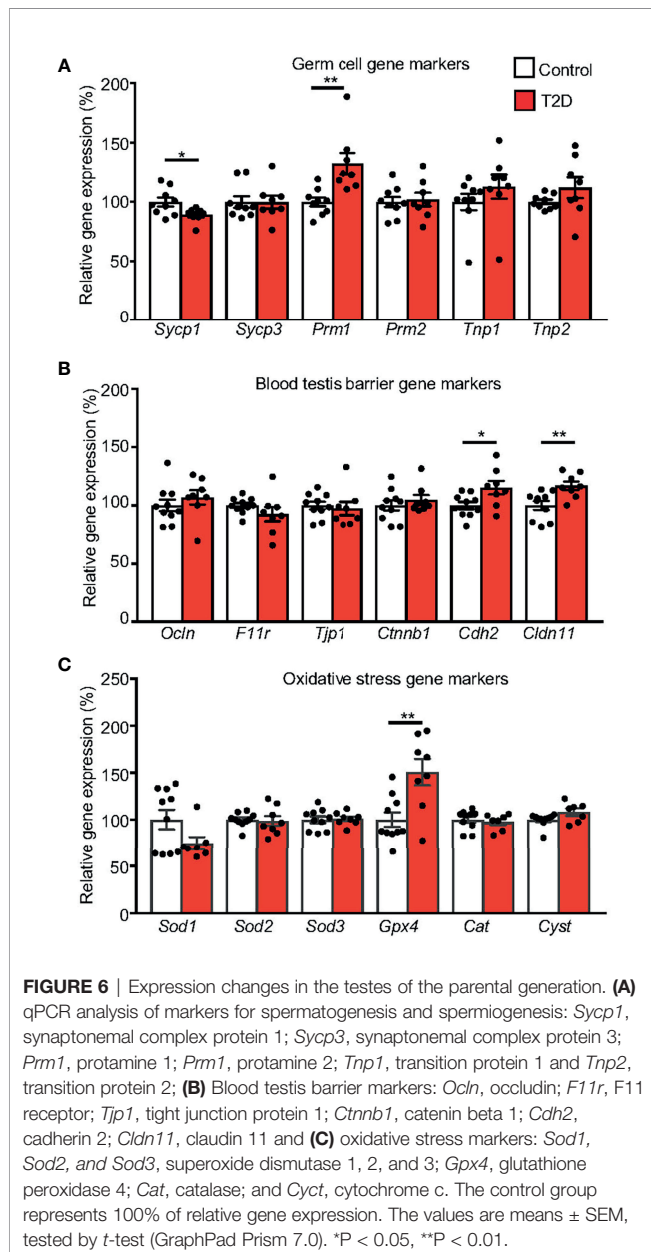 A
Germ cell gene markers
Control
T2D
Relative gene expression (%)
200
150
100
50
0
*
**
Sycp1 Sycp3 Prm1 Prm2 Tnp1 Tnp2
B
Blood testis barrier gene markers
Relative gene expression (%)
200
150
100
50
0
*
**
Ocln F11r Tjp1 Ctnnb1 Cdh2 Cldn11
C
Oxidative stress gene markers
Relative gene expression (%)
250
200
150
100
50
0
**
Sod1 Sod2 Sod3 Gpx4 Cat Cyst
FIGURE 6 | Expression changes in the testes of the parental generation. (A)
qPCR analysis of markers for spermatogenesis and spermiogenesis: Sycp1,
synaptonemal complex protein 1; Sycp3, synaptonemal complex protein 3;
Prm1, protamine 1; Prm1, protamine 2; Tnp1, transition protein 1 and Tnp2,
transition protein 2; (B) Blood testis barrier markers: Ocln, occludin; F11r, F11
receptor; Tjp1, tight junction protein 1; Ctnnb1, catenin beta 1; Cdh2,
cadherin 2; Cldn11, claudin 11 and (C) oxidative stress markers: Sod1,
Sod2, and Sod3, superoxide dismutase 1, 2, and 3; Gpx4, glutathione
peroxidase 4; Cat, catalase; and Cyct, cytochrome c. The control group
represents 100% of relative gene expression. The values are means ± SEM,
tested by t-test (GraphPad Prism 7.0). *P < 0.05, **P < 0.01.